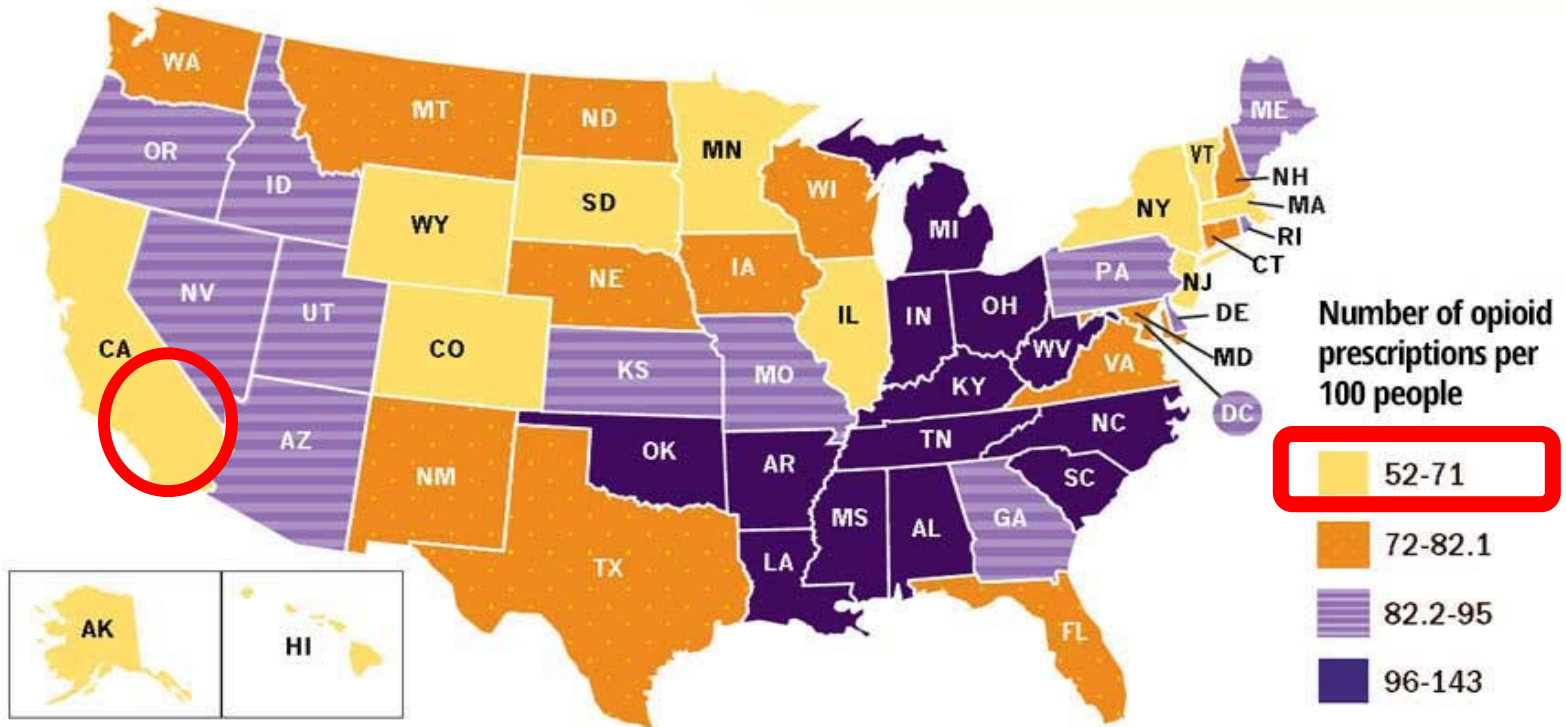 WA
MT
ND
MN
OR
ID
WY
SD
WI
MI
ME
VT
NH
NY
MA
RI
CT
NV
UT
NE
IA
PA
NJ
CA
CO
KS
MO
IL
IN
OH
WV
DE
MD
VA
DC
KY
AZ
NM
OK
AR
TN
NC
SC
TX
LA
MS
AL
GA
FL
AK
HI
Number of opioid
prescriptions per
100 people
52-71
72-82.1
82.2-95
96-143